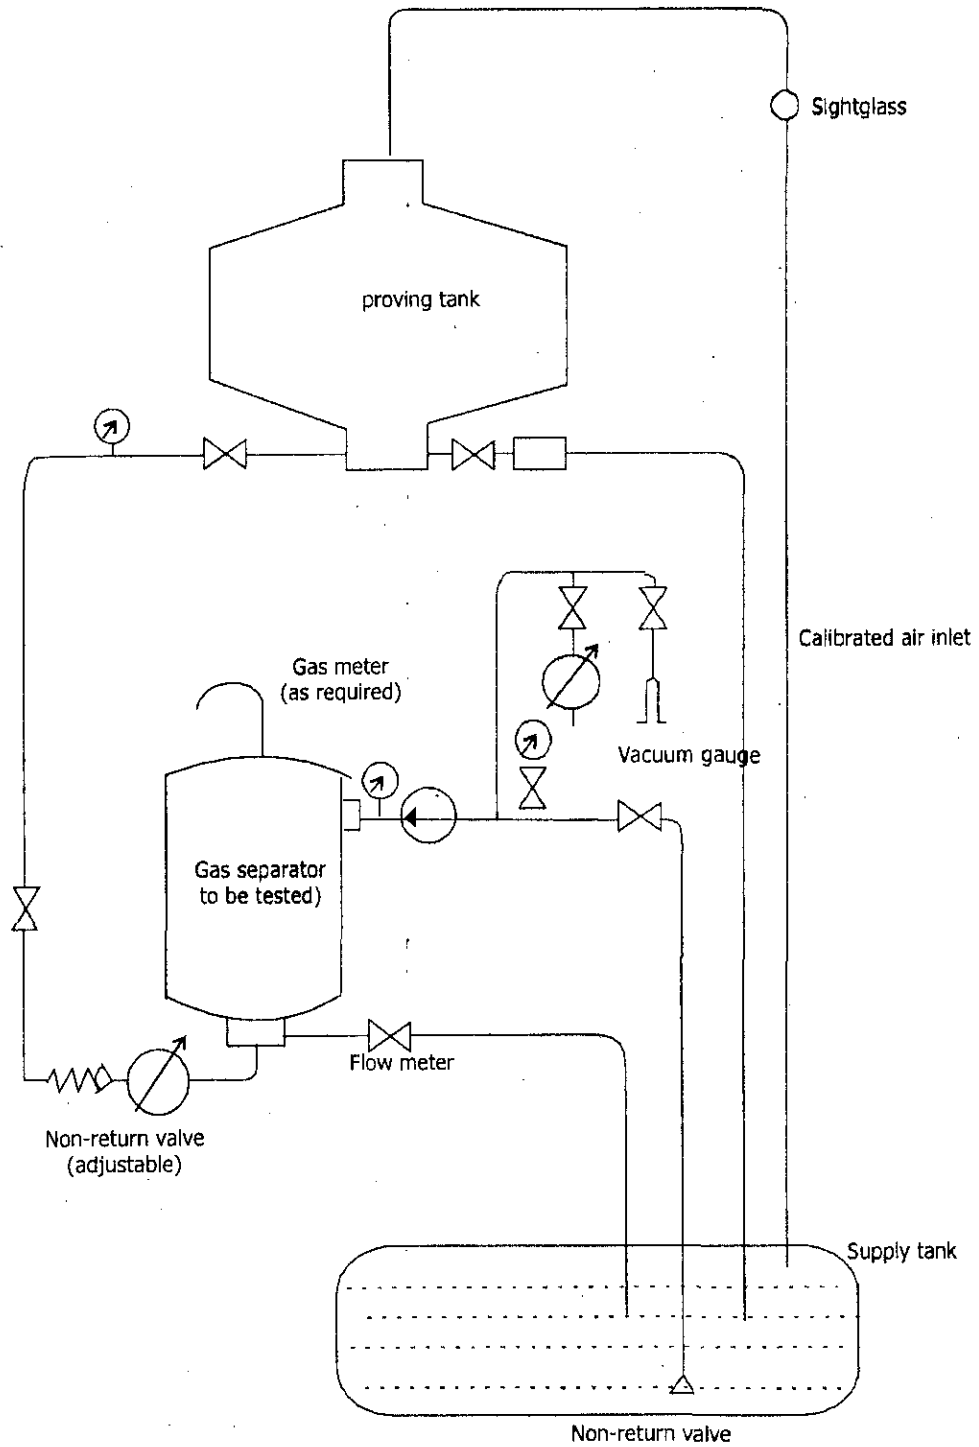 Sightglass
proving tank
Calibrated air inlet
Gas meter
(as required)
Vacuum gauge
Gas separator
to be tested)
Flow meter
Non-return valve
(adjustable)
Supply tank
Non-return valve